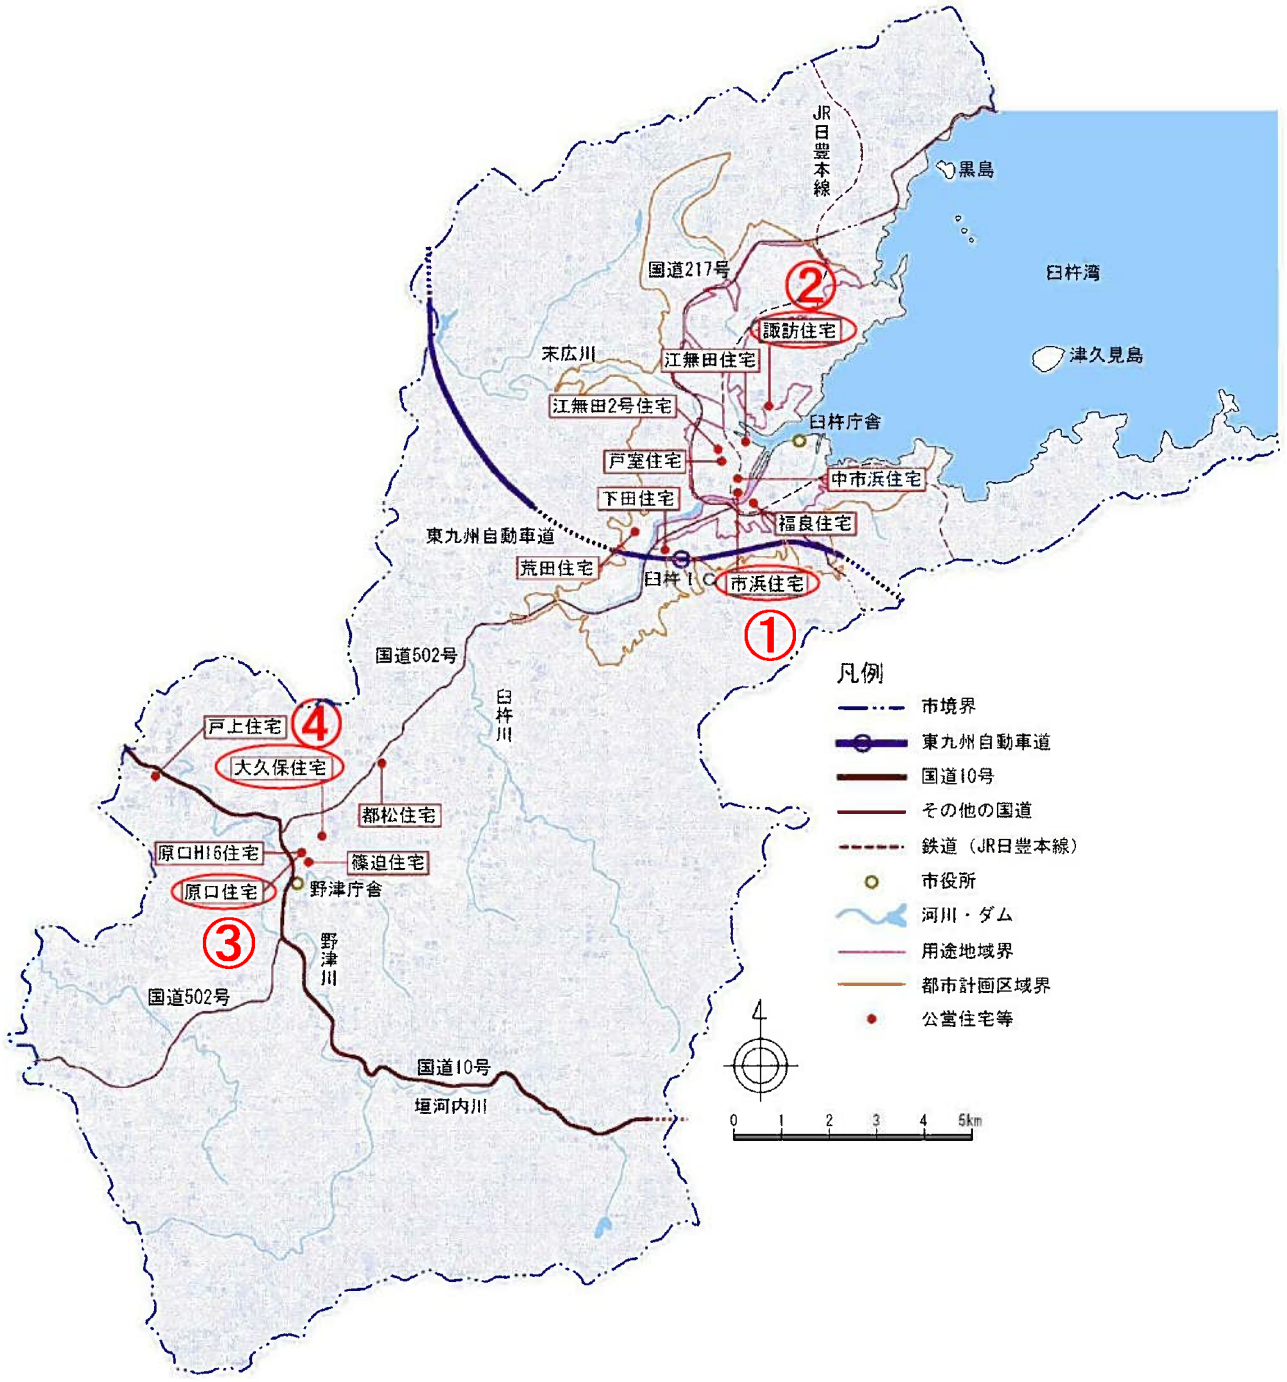 JR日豊本線
黒島
国道217号
②
臼杵湾
諏訪住宅
末広川
江無田住宅
津久見島
江無田2号住宅
臼杵庁舎
戸室住宅
中市浜住宅
下田住宅
福良住宅
東九州自動車道
荒田住宅
臼杵IC
市浜住宅
①
国道502号
臼杵川
凡例
市境界
東九州自動車道
国道10号
その他の国道
鉄道（JR日豊本線）
市役所
河川・ダム
用途地域界
都市計画区域界
公営住宅等
④
戸上住宅
大久保住宅
都松住宅
原口H16住宅
篠迫住宅
原口住宅
野津庁舎
③
野津川
国道502号
国道10号
垣河内川
4
0 1 2 3 4 5km